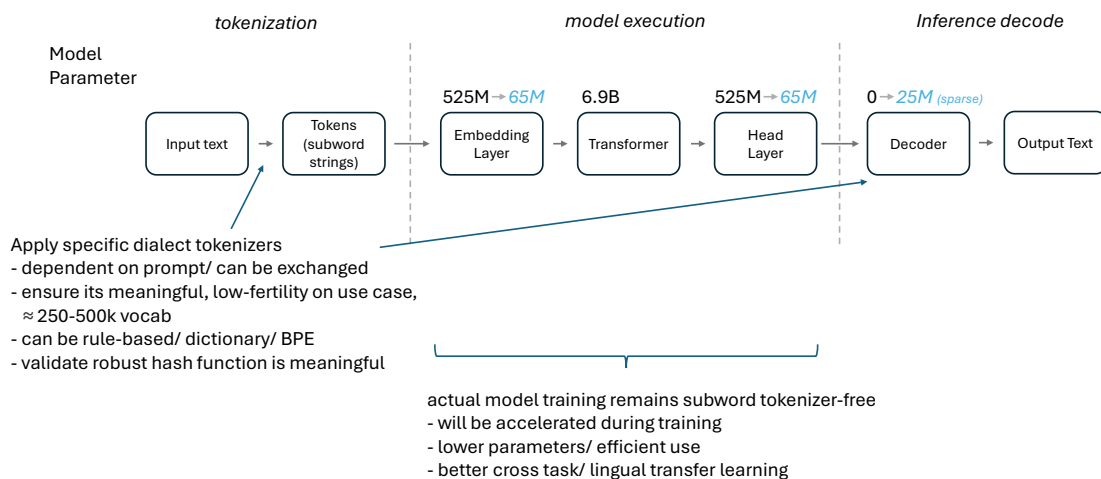 tokenization
model execution
Inference decode
Model
Parameter
525M → 65M
6.9B
525M → 65M
0 → 25M (sparse)
Input text
Tokens
(subword
strings)
Embedding
Layer
Transformer
Head
Layer
Decoder
Output Text
Apply specific dialect tokenizers
- dependent on prompt/ can be exchanged
- ensure its meaningful, low-fertility on use case,
≈ 250-500k vocab
- can be rule-based/ dictionary/ BPE
- validate robust hash function is meaningful
actual model training remains subword tokenizer-free
- will be accelerated during training
- lower parameters/ efficient use
- better cross task/ lingual transfer learning